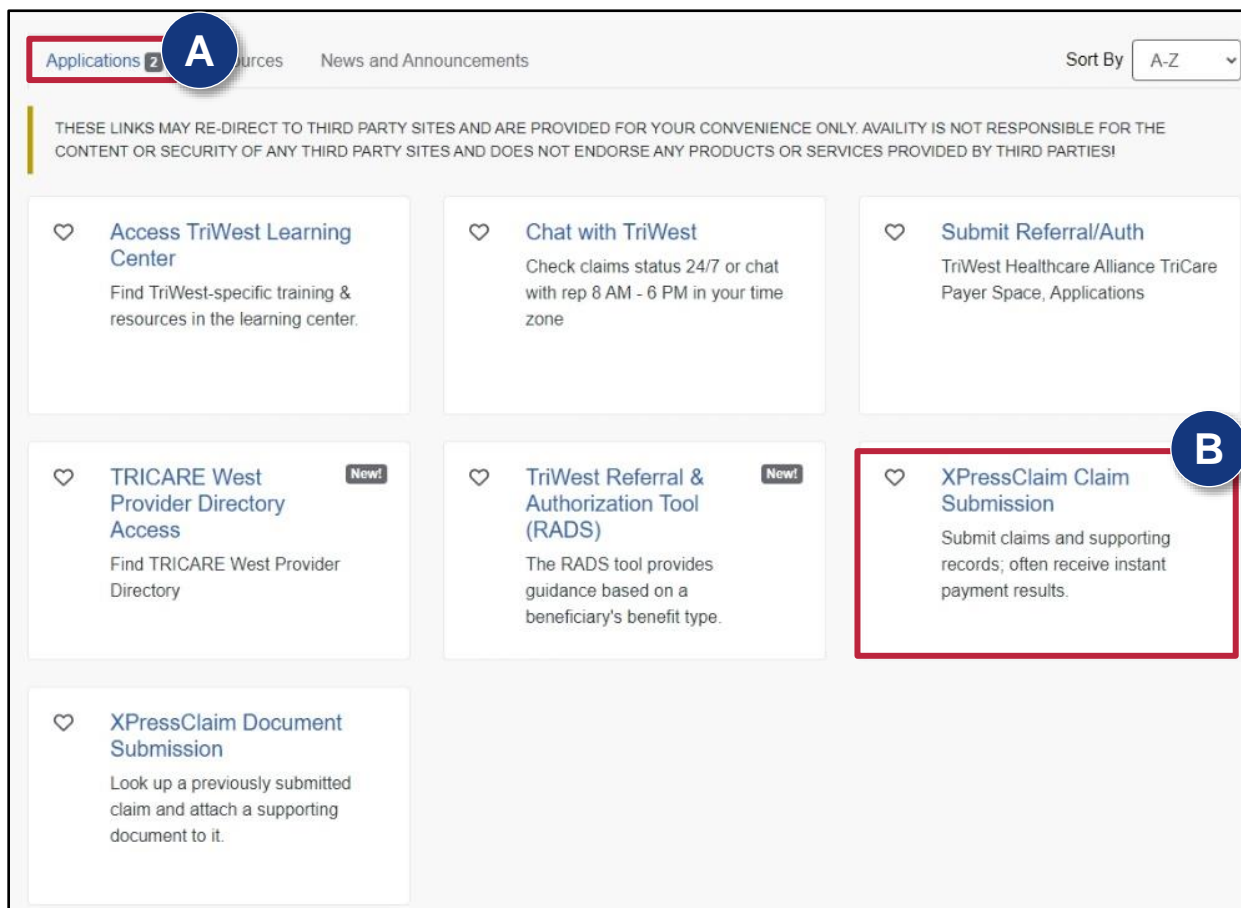 Applications 2
A
News and Announcements
Sort By
A-Z
THESE LINKS MAY RE-DIRECT TO THIRD PARTY SITES AND ARE PROVIDED FOR YOUR CONVENIENCE ONLY. AVAILITY IS NOT RESPONSIBLE FOR THE
CONTENT OR SECURITY OF ANY THIRD PARTY SITES AND DOES NOT ENDORSE ANY PRODUCTS OR SERVICES PROVIDED BY THIRD PARTIES!
Access TriWest Learning
Center
Find TriWest-specific training &
resources in the learning center.
Chat with TriWest
Check claims status 24/7 or chat
with rep 8 AM - 6 PM in your time
zone
Submit Referral/Auth
TriWest Healthcare Alliance TriCare
Payer Space, Applications
TRICARE West
Provider Directory
Access
New!
Find TRICARE West Provider
Directory
TriWest Referral &
Authorization Tool
(RADS)
New!
The RADS tool provides
guidance based on a
beneficiary's benefit type.
B
XPressClaim Claim
Submission
Submit claims and supporting
records; often receive instant
payment results.
XPressClaim Document
Submission
Look up a previously submitted
claim and attach a supporting
document to it.